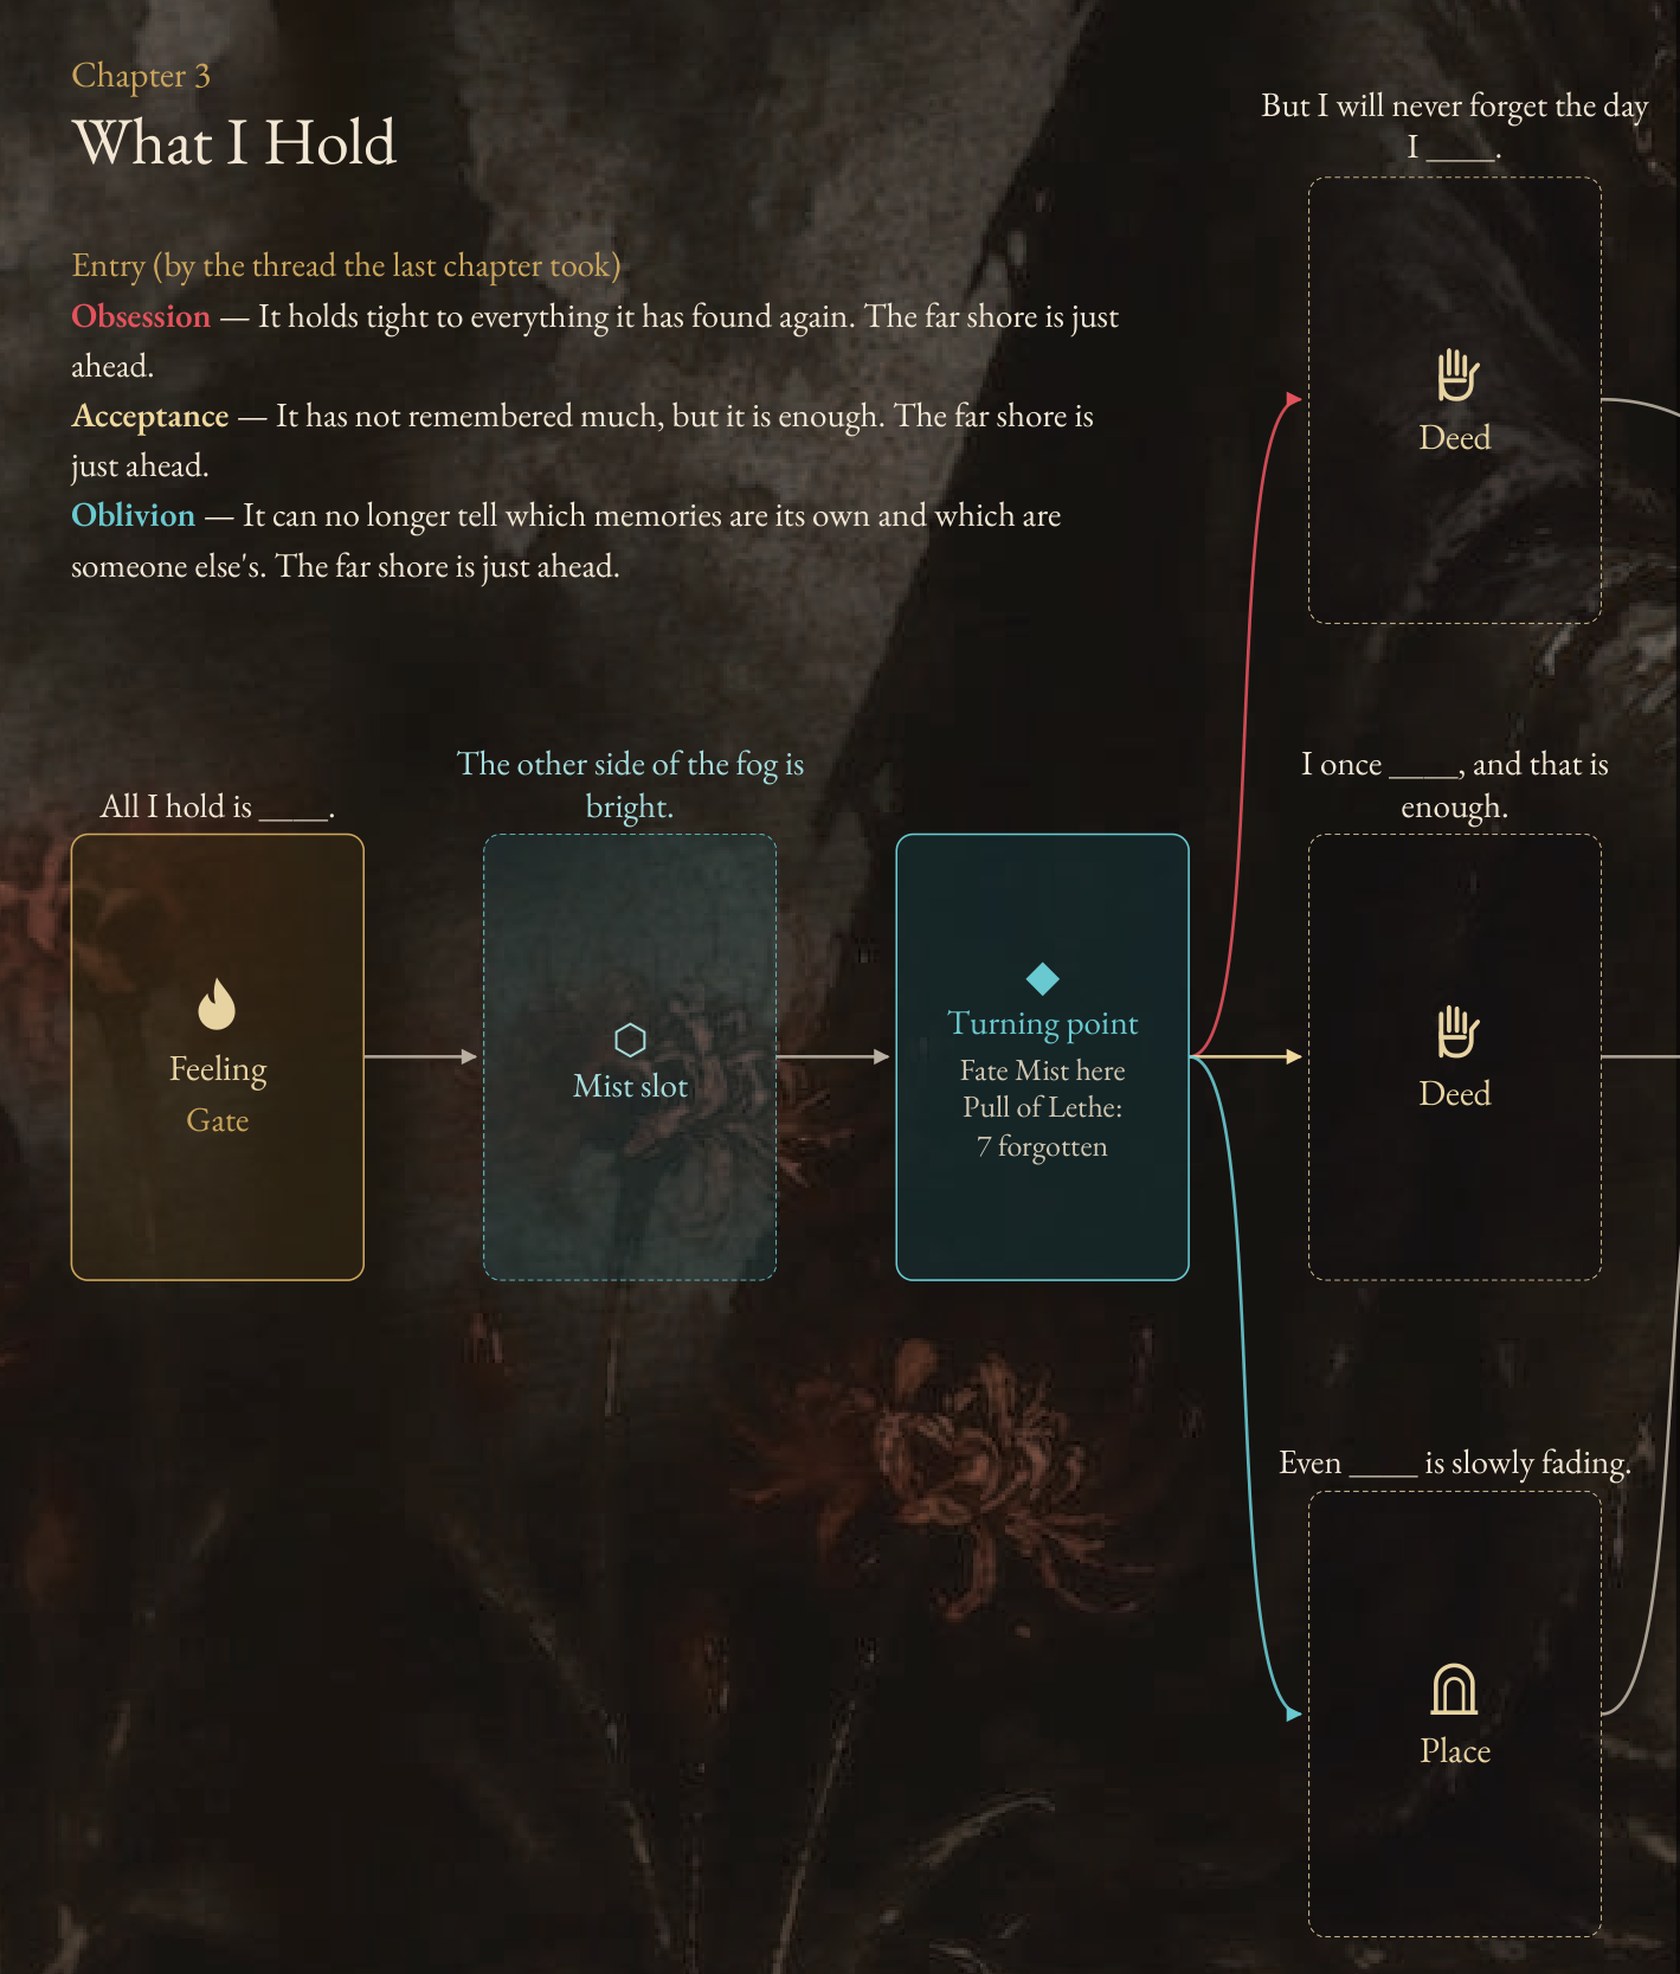 Chapter 3
What I Hold
Entry (by the thread the last chapter took)
Obsession — It holds tight to everything it has found again. The far shore is just
ahead.
Acceptance — It has not remembered much, but it is enough. The far shore is
just ahead.
Oblivion — It can no longer tell which memories are its own and which are
someone else's. The far shore is just ahead.
But I will never forget the day
I ____.
Deed
All I hold is ____.
Feeling
Gate
The other side of the fog is
bright.
Mist slot
Turning point
Fate Mist here
Pull of Lethe:
7 forgotten
I once ____, and that is
enough.
Deed
Even ____ is slowly fading.
Place